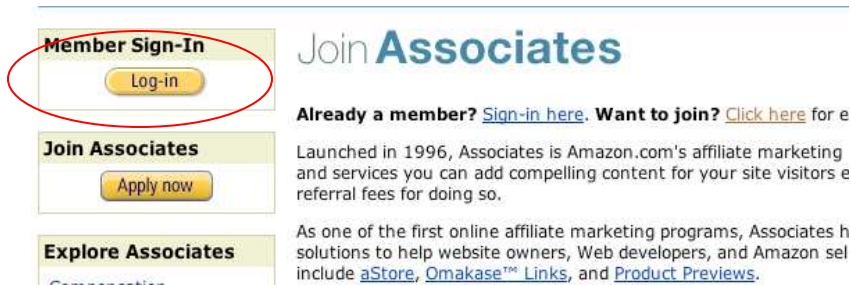 Member Sign-In
Log-in
Join Associates
Apply now
Explore Associates
Join Associates
Already a member? Sign-in here. Want to join? Click here for e
Launched in 1996, Associates is Amazon.com's affiliate marketing
and services you can add compelling content for your site visitors e
referral fees for doing so.
As one of the first online affiliate marketing programs, Associates h
solutions to help website owners, Web developers, and Amazon sel
include aStore, Omakase™ Links, and Product Previews.